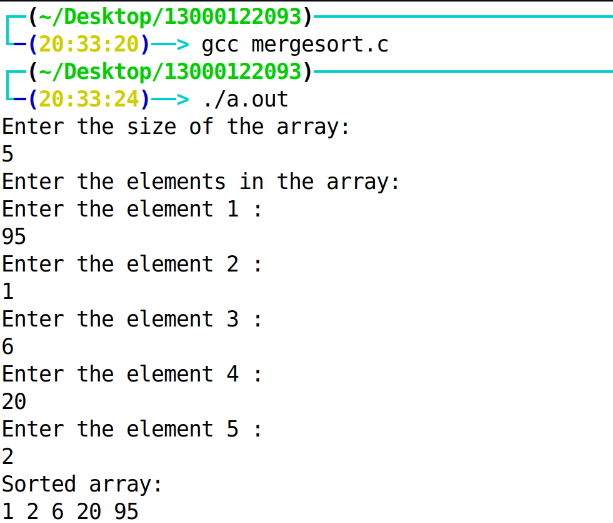 (~/Desktop/13000122093)
(20:33:20)──> gcc mergesort.c
(~/Desktop/13000122093)
(20:33:24)──> ./a.out
Enter the size of the array:
5
Enter the elements in the array:
Enter the element 1 :
95
Enter the element 2 :
1
Enter the element 3 :
6
Enter the element 4 :
20
Enter the element 5 :
2
Sorted array:
1 2 6 20 95